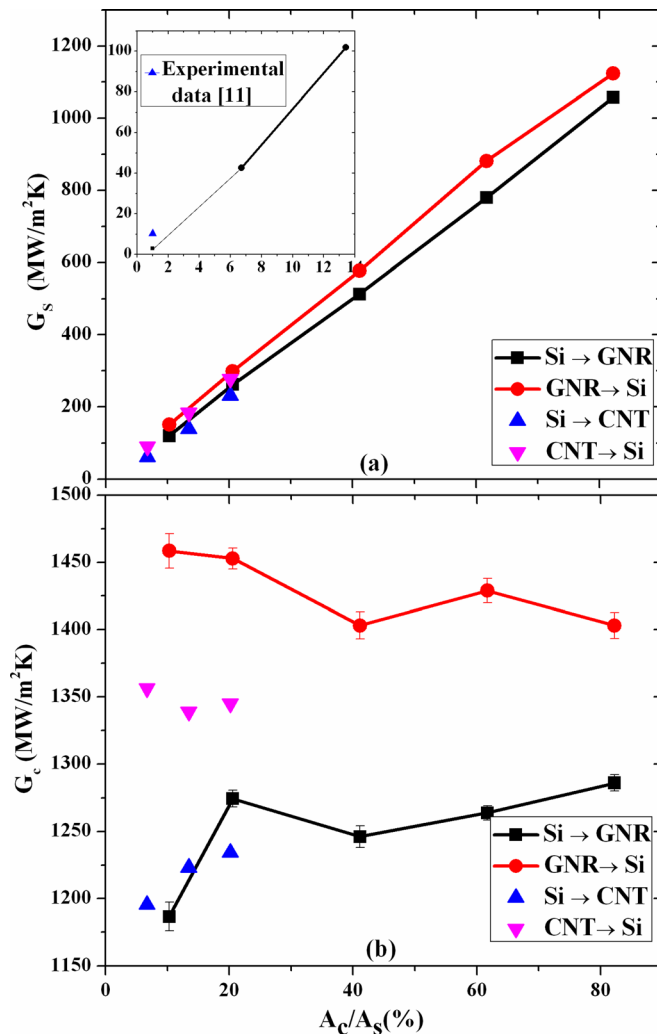 1200
1000
800
600
400
200
0
G_S (MW/m²K)
100
80
60
40
20
0
0 2 4 6 8 10 12 14
Experimental
data [11]
Si → GNR
GNR → Si
Si → CNT
CNT → Si
(a)
1500
1450
1400
1350
1300
1250
1200
1150
G_c (MW/m²K)
Si → GNR
GNR → Si
Si → CNT
CNT → Si
(b)
0 20 40 60 80
A_C/A_S(%)